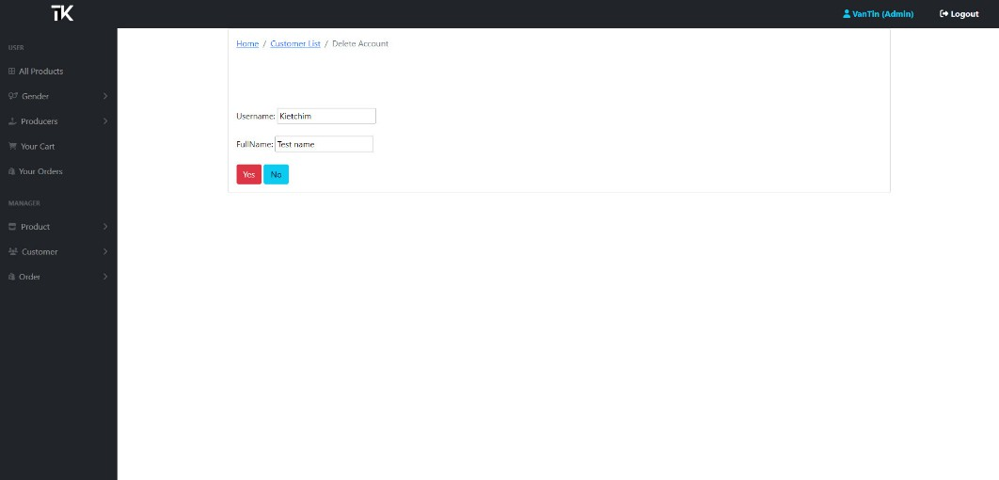 TK
VanTin (Admin)
Logout
USER
All Products
Gender
Producers
Your Cart
Your Orders
MANAGER
Product
Customer
Order
Home / Customer List / Delete Account
Username: Kietchim
FullName: Test name
Yes No